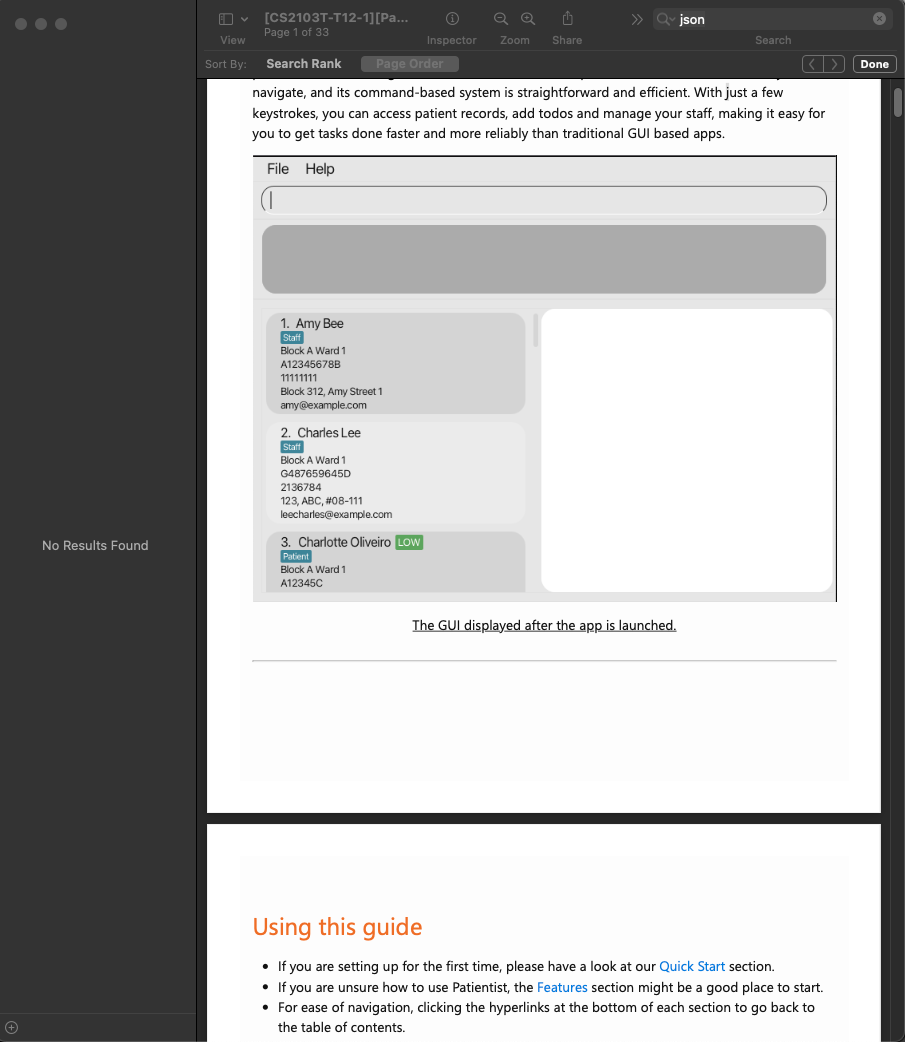 [CS2103T-T12-1][Pa...
Page 1 of 33
View
Inspector
Zoom
Share
json
Search
Sort By:
Search Rank
Page Order
Done
No Results Found
navigate, and its command-based system is straightforward and efficient. With just a few
keystrokes, you can access patient records, add todos and manage your staff, making it easy for
you to get tasks done faster and more reliably than traditional GUI based apps.
File Help
1. Amy Bee
Staff
Block A Ward 1
A12345678B
11111111
Block 312, Amy Street 1
amy@example.com
2. Charles Lee
Staff
Block A Ward 1
G487659645D
2136784
123, ABC, #08-111
leecharles@example.com
3. Charlotte Oliveiro LOW
Patient
Block A Ward 1
A12345C
The GUI displayed after the app is launched.
Using this guide
• If you are setting up for the first time, please have a look at our Quick Start section.
• If you are unsure how to use Patientist, the Features section might be a good place to start.
• For ease of navigation, clicking the hyperlinks at the bottom of each section to go back to
the table of contents.